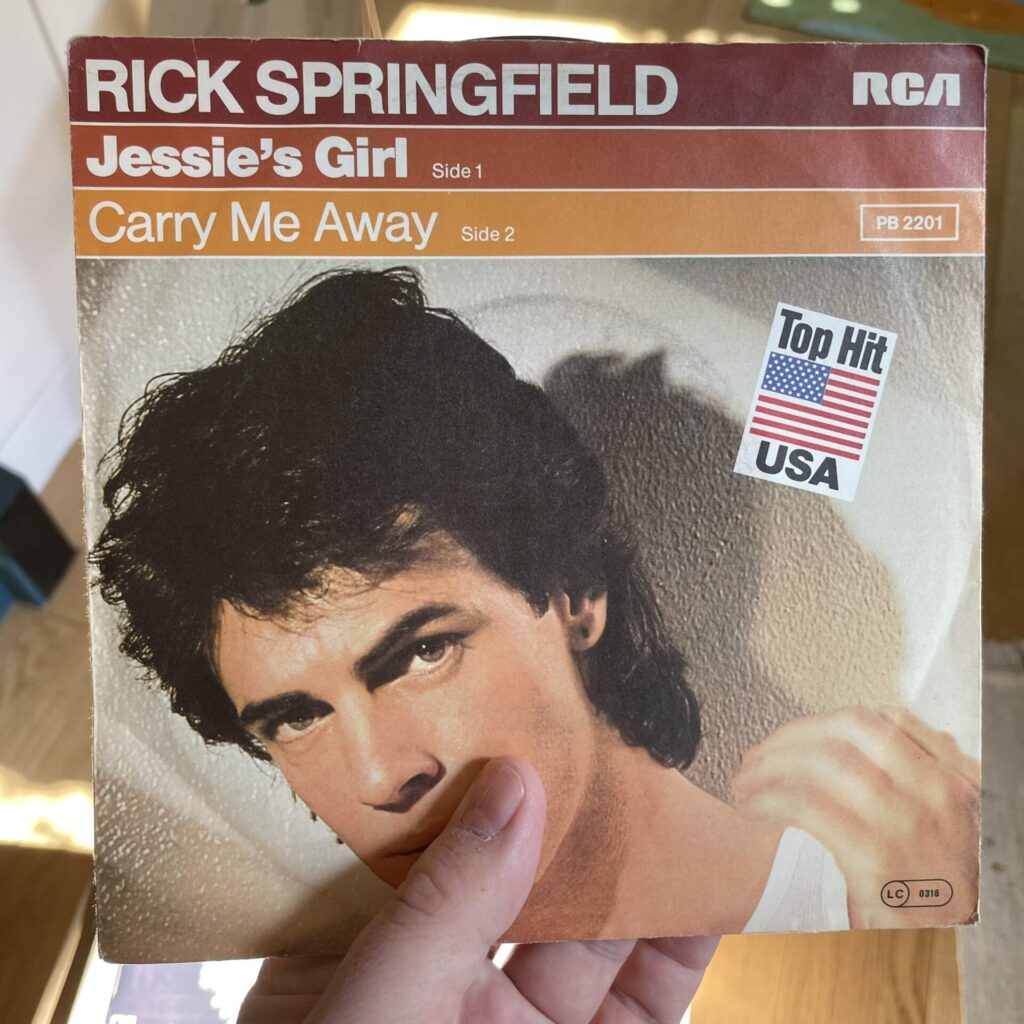 RICK SPRINGFIELD
RCA
Jessie's Girl Side 1
Carry Me Away Side 2
PB 2201
Top Hit
USA
LC 0316